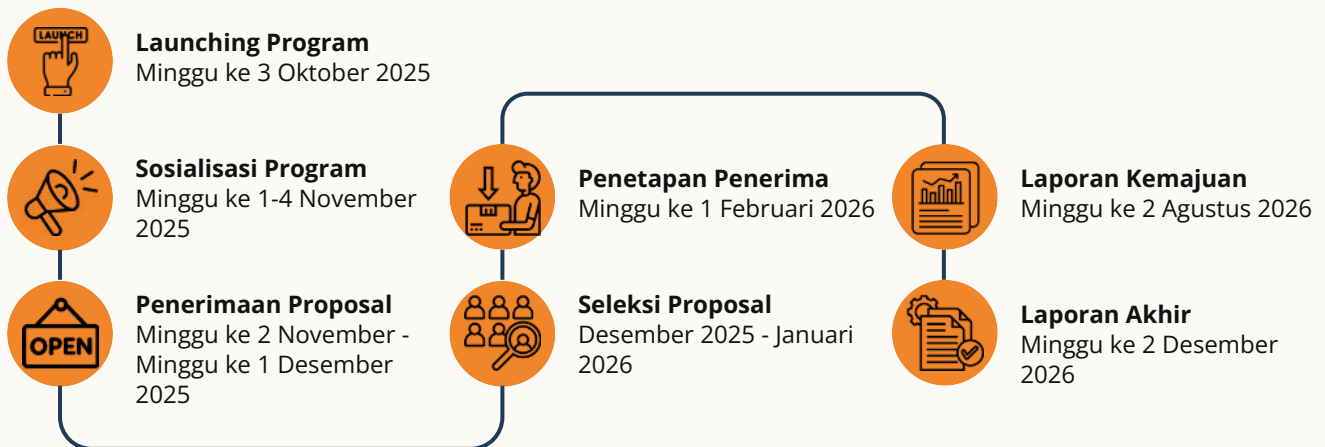 LAUNCH
Launching Program
Minggu ke 3 Oktober 2025
Sosialisasi Program
Minggu ke 1-4 November
2025
OPEN
Penerimaan Proposal
Minggu ke 2 November -
Minggu ke 1 Desember
2025
Seleksi Proposal
Desember 2025 - Januari
2026
Penetapan Penerima
Minggu ke 1 Februari 2026
Laporan Kemajuan
Minggu ke 2 Agustus 2026
Laporan Akhir
Minggu ke 2 Desember
2026